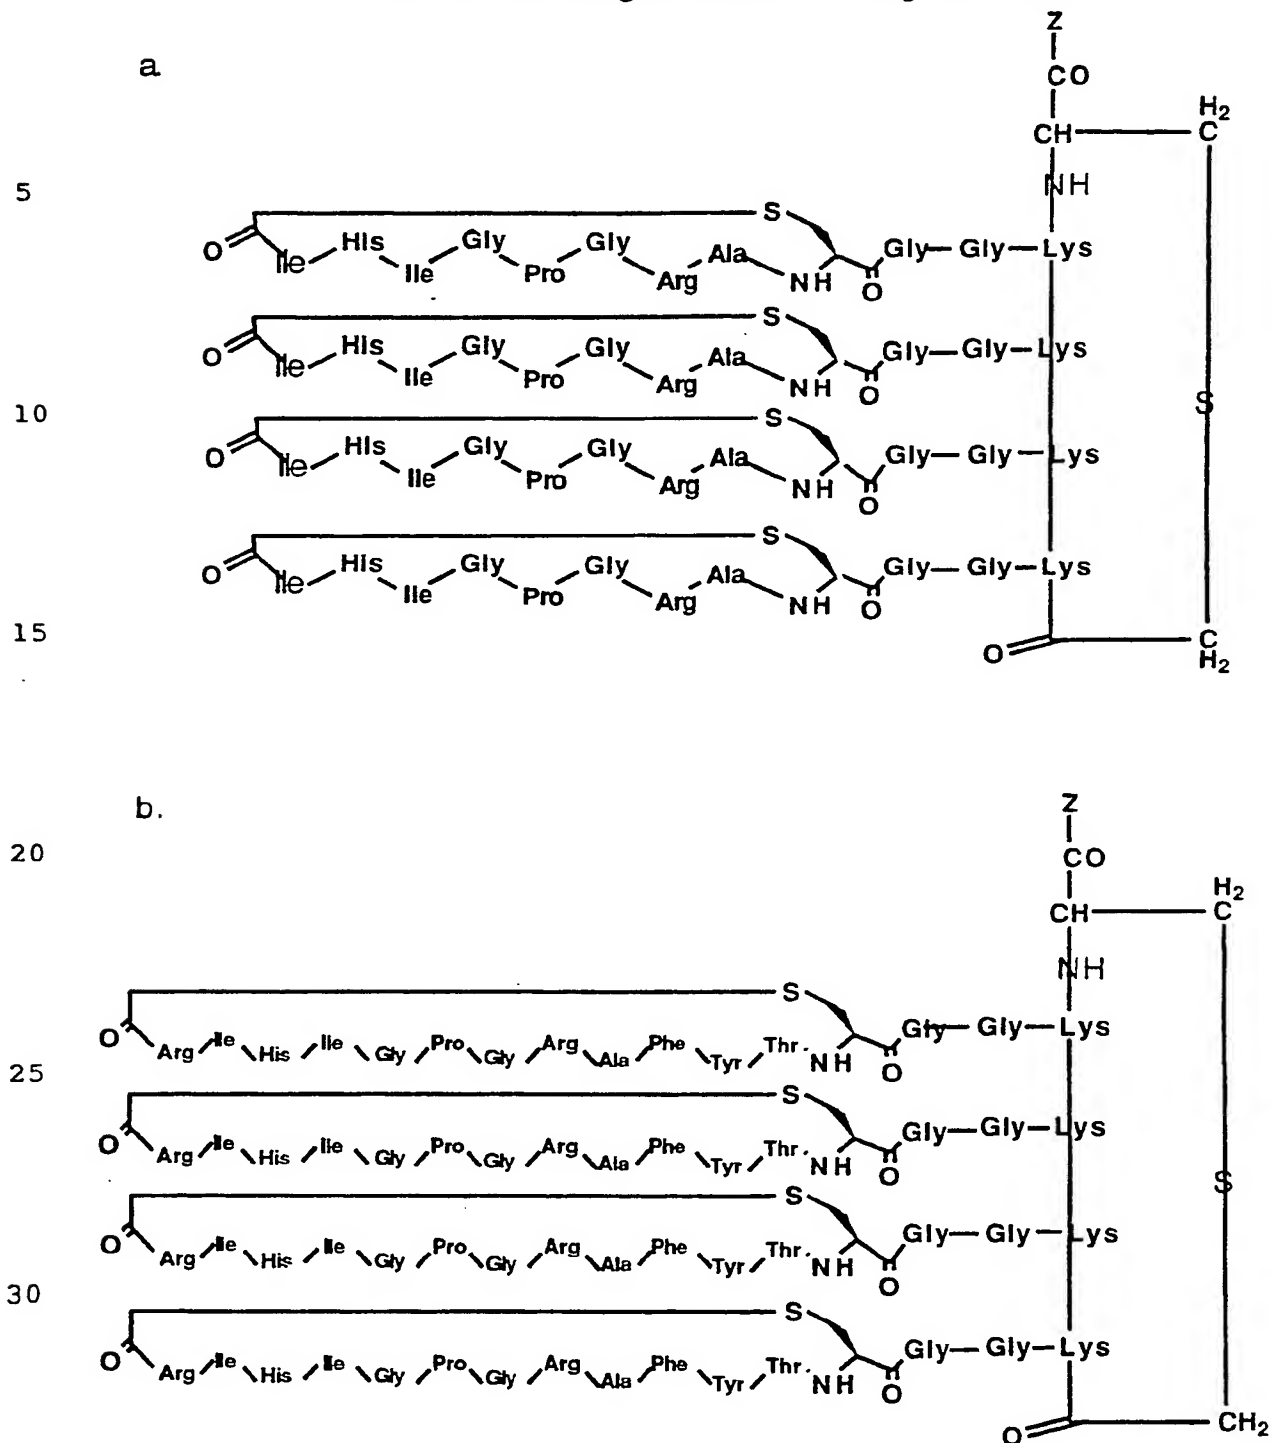 a
Z
CO
H2
CH C
5
NH
S
O Ile His Ile Gly Pro Gly Arg Ala NH O Gly Gly Lys
S
O Ile His Ile Gly Pro Gly Arg Ala NH O Gly Gly Lys
S
10
S
O Ile His Ile Gly Pro Gly Arg Ala NH O Gly Gly Lys
S
O Ile His Ile Gly Pro Gly Arg Ala NH O Gly Gly Lys
15
O C
H2
b.
Z
20
CO
H2
CH C
NH
S
O Arg Ile His Ile Gly Pro Gly Arg Ala Phe Tyr Thr NH O Gly Gly Lys
25
S
O Arg Ile His Ile Gly Pro Gly Arg Ala Phe Tyr Thr NH O Gly Gly Lys
S
S
O Arg Ile His Ile Gly Pro Gly Arg Ala Phe Tyr Thr NH O Gly Gly Lys
30
S
O Arg Ile His Ile Gly Pro Gly Arg Ala Phe Tyr Thr NH O Gly Gly Lys
O CH2